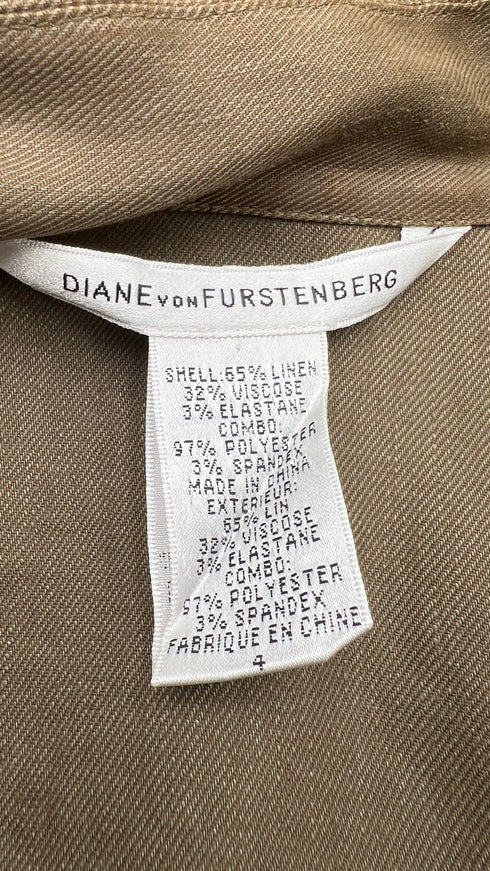 DIANE VON FURSTENBERG
SHELL:65% LINEN
32% VISCOSE
3% ELASTANE
COMBO:
97% POLYESTER
3% SPANDEX
MADE IN CHINA
EXTERIEUR:
65% LIN
32% VISCOSE
3% ELASTANE
COMBO:
97% POLYESTER
3% SPANDEX
FABRIQUE EN CHINE
4